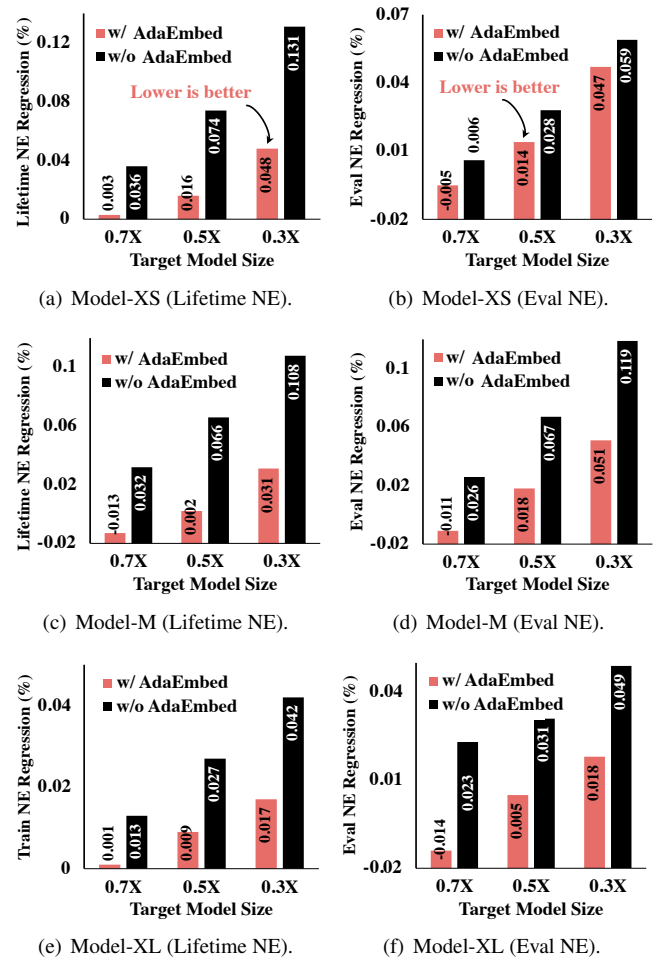 Lifetime NE Regression (%)
0.12
0.08
0.04
0
w/ AdaEmbed
w/o AdaEmbed
Lower is better
0.003
0.036
0.016
0.074
0.048
0.131
0.7X 0.5X 0.3X
Target Model Size
(a) Model-XS (Lifetime NE).
Eval NE Regression (%)
0.07
0.04
0.01
-0.02
w/ AdaEmbed
w/o AdaEmbed
Lower is better
-0.005
0.006
0.014
0.028
0.047
0.059
0.7X 0.5X 0.3X
Target Model Size
(b) Model-XS (Eval NE).
Lifetime NE Regression (%)
0.1
0.06
0.02
-0.02
w/ AdaEmbed
w/o AdaEmbed
-0.013
0.032
0.002
0.066
0.031
0.108
0.7X 0.5X 0.3X
Target Model Size
(c) Model-M (Lifetime NE).
Eval NE Regression (%)
0.1
0.06
0.02
-0.02
w/ AdaEmbed
w/o AdaEmbed
-0.011
0.026
0.018
0.067
0.051
0.119
0.7X 0.5X 0.3X
Target Model Size
(d) Model-M (Eval NE).
Train NE Regression (%)
0.04
0.02
0
w/ AdaEmbed
w/o AdaEmbed
0.001
0.013
0.009
0.027
0.017
0.042
0.7X 0.5X 0.3X
Target Model Size
(e) Model-XL (Lifetime NE).
Eval NE Regression (%)
0.04
0.01
-0.02
w/ AdaEmbed
w/o AdaEmbed
-0.014
0.023
0.005
0.031
0.018
0.049
0.7X 0.5X 0.3X
Target Model Size
(f) Model-XL (Eval NE).